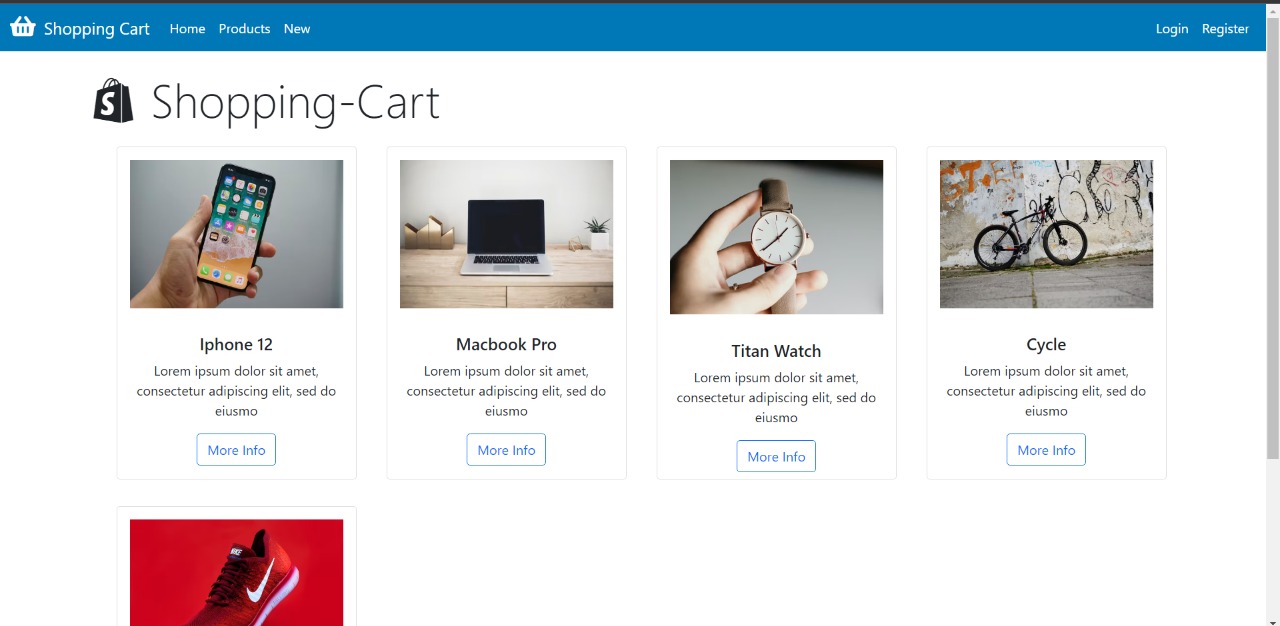 Shopping Cart Home Products New Login Register
Shopping-Cart
Iphone 12
Lorem ipsum dolor sit amet,
consectetur adipiscing elit, sed do
eiusmo
More Info
Macbook Pro
Lorem ipsum dolor sit amet,
consectetur adipiscing elit, sed do
eiusmo
More Info
Titan Watch
Lorem ipsum dolor sit amet,
consectetur adipiscing elit, sed do
eiusmo
More Info
Cycle
Lorem ipsum dolor sit amet,
consectetur adipiscing elit, sed do
eiusmo
More Info
NIKE